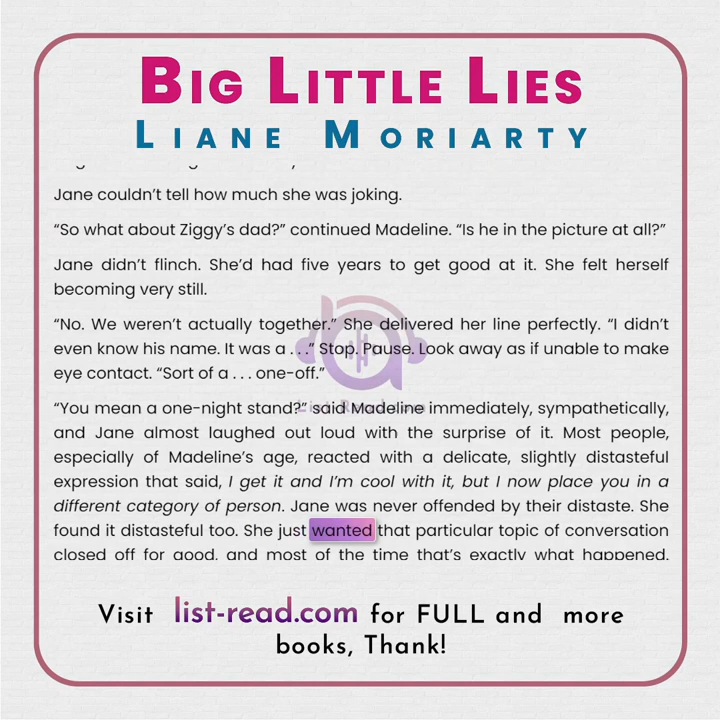 BIG LITTLE LIES
LIANE MORIARTY
Jane couldn’t tell how much she was joking.
“So what about Ziggy’s dad?” continued Madeline. “Is he in the picture at all?”
Jane didn’t flinch. She’d had five years to get good at it. She felt herself
becoming very still.
“No. We weren’t actually together.” She delivered her line perfectly. “I didn’t
even know his name. It was a . . .” Stop. Pause. Look away as if unable to make
eye contact. “Sort of a . . . one-off.”
“You mean a one-night stand?” said Madeline immediately, sympathetically,
and Jane almost laughed out loud with the surprise of it. Most people,
especially of Madeline’s age, reacted with a delicate, slightly distasteful
expression that said, I get it and I’m cool with it, but I now place you in a
different category of person. Jane was never offended by their distaste. She
found it distasteful too. She just wanted that particular topic of conversation
closed off for good, and most of the time that’s exactly what happened.
Visit list-read.com for FULL and more
books, Thank!